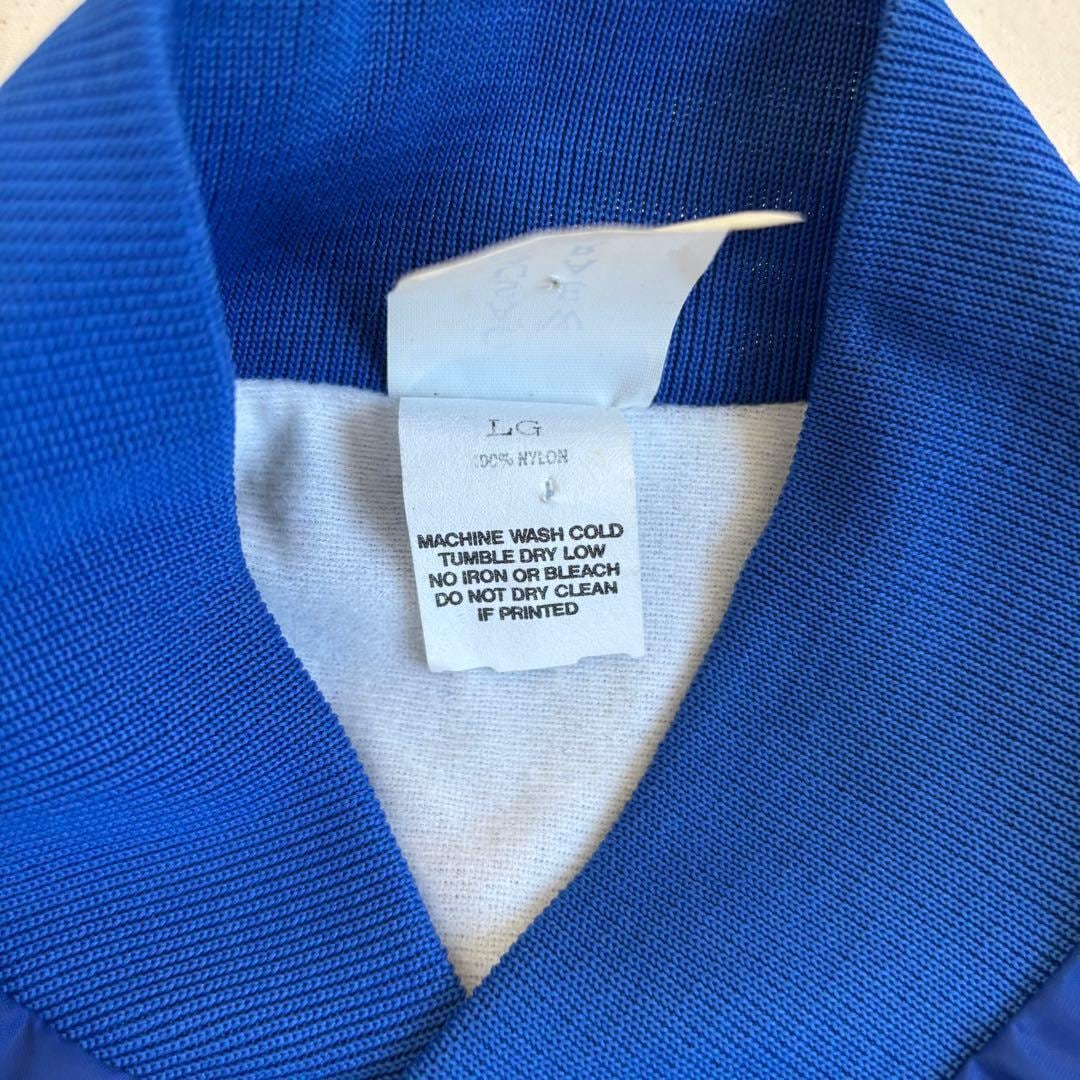 LG
100% NYLON
MACHINE WASH COLD
TUMBLE DRY LOW
NO IRON OR BLEACH
DO NOT DRY CLEAN
IF PRINTED